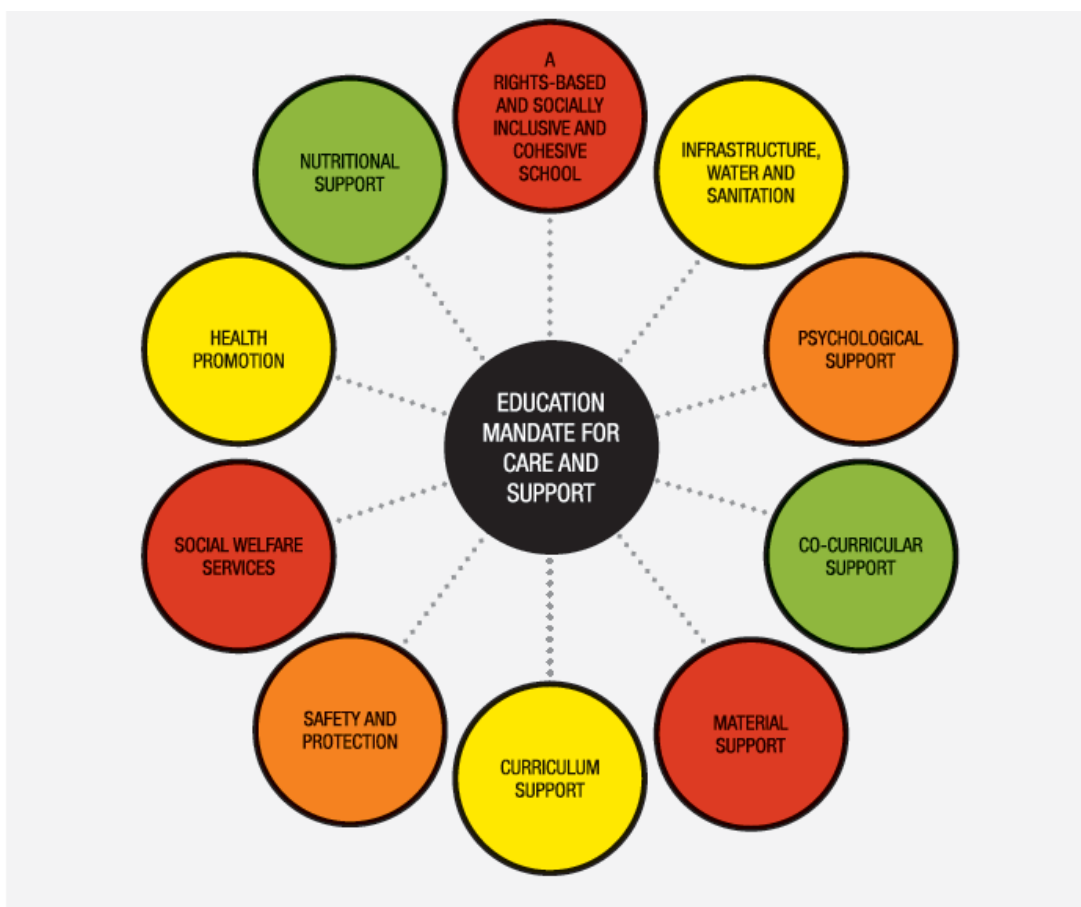 A
RIGHTS-BASED
AND SOCIALLY
INCLUSIVE AND
COHESIVE
SCHOOL
INFRASTRUCTURE,
WATER AND
SANITATION
PSYCHOLOGICAL
SUPPORT
CO-CURRICULAR
SUPPORT
MATERIAL
SUPPORT
CURRICULUM
SUPPORT
SAFETY AND
PROTECTION
SOCIAL WELFARE
SERVICES
HEALTH
PROMOTION
NUTRITIONAL
SUPPORT
EDUCATION
MANDATE FOR
CARE AND
SUPPORT